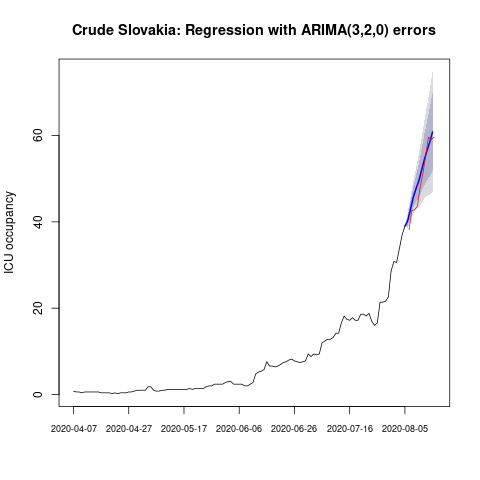 Crude Slovakia: Regression with ARIMA(3,2,0) errors
ICU occupancy
60
40
20
0
2020-04-07 2020-04-27 2020-05-17 2020-06-06 2020-06-26 2020-07-16 2020-08-05